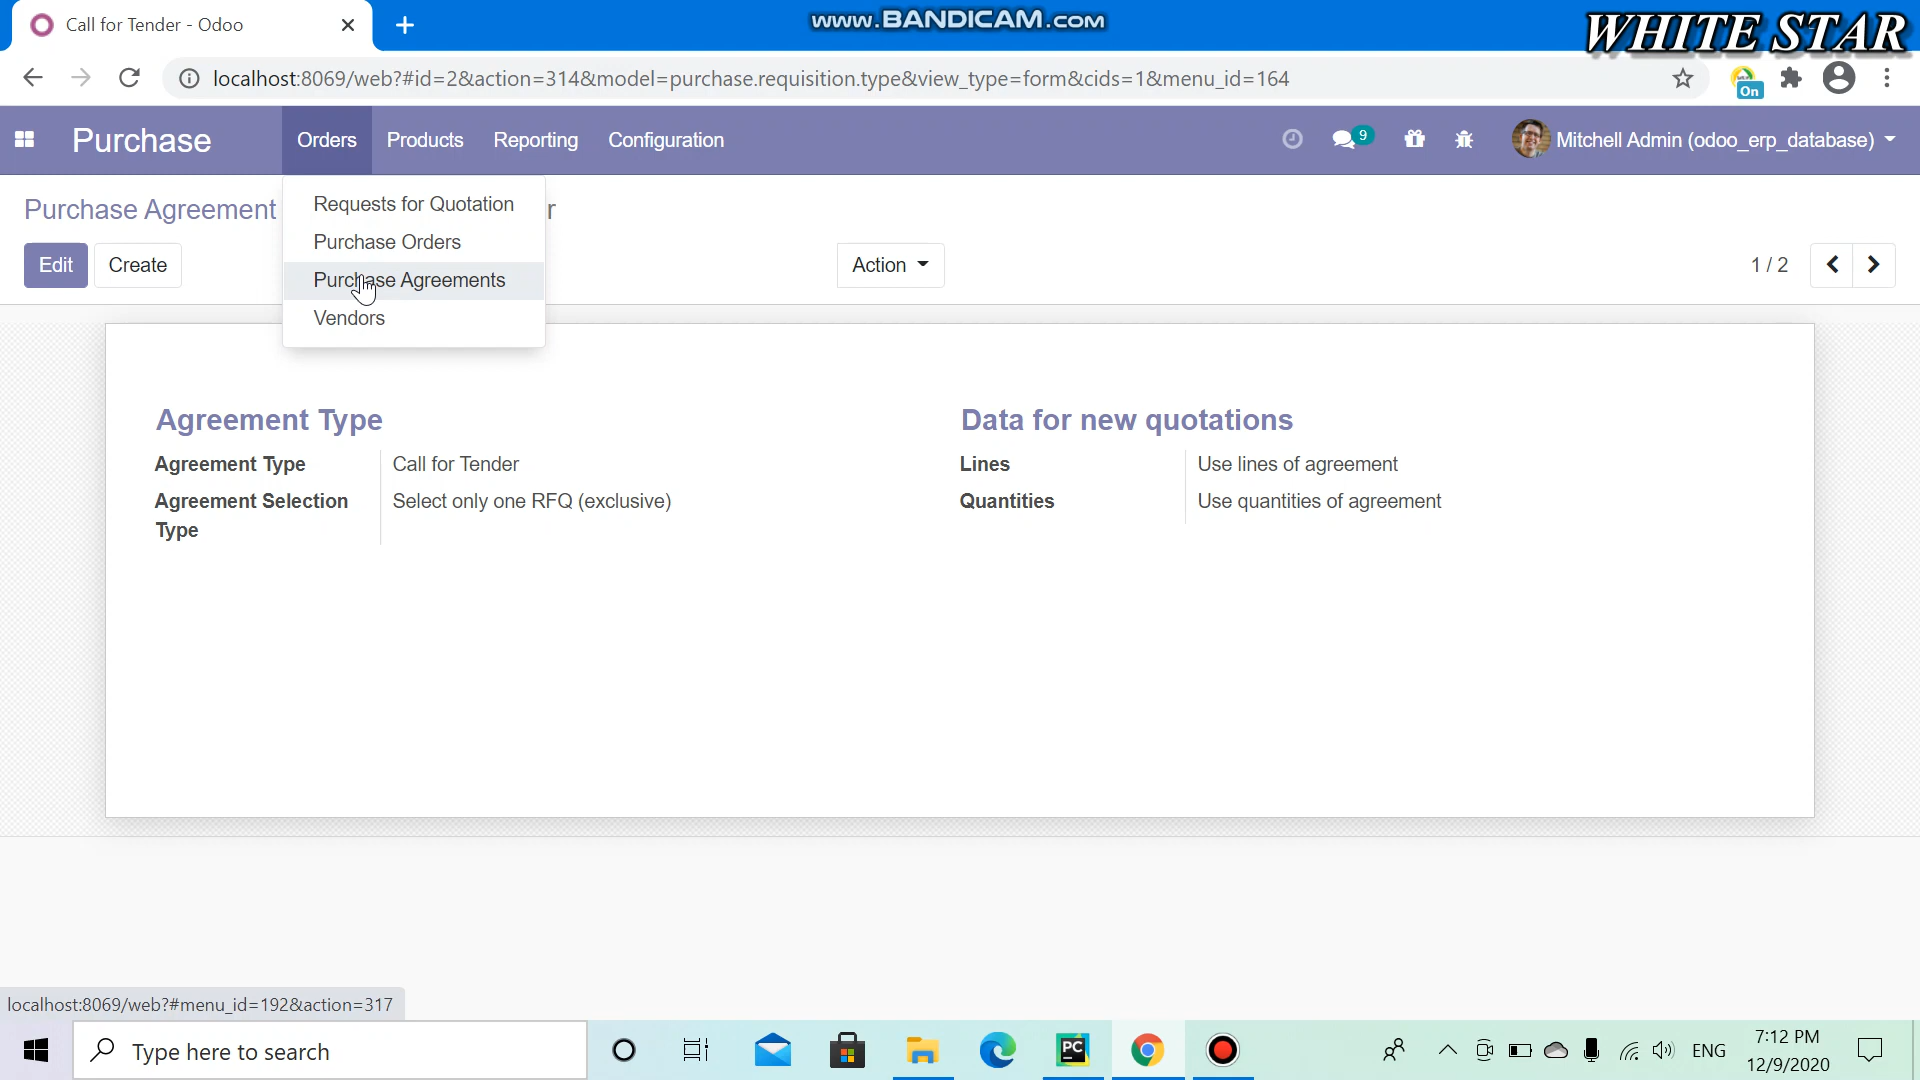 Call for Tender - Odoo
www.BANDICAM.com
WHITE STAR
localhost:8069/web?#id=2&action=314&model=purchase.requisition.type&view_type=form&cids=1&menu_id=164
On
Purchase
Orders
Products
Reporting
Configuration
9
Mitchell Admin (odoo_erp_database)
Purchase Agreement
r
Requests for Quotation
Purchase Orders
Purchase Agreements
Vendors
Edit
Create
Action
1 / 2
Agreement Type
Data for new quotations
Agreement Type
Call for Tender
Lines
Use lines of agreement
Agreement Selection
Type
Select only one RFQ (exclusive)
Quantities
Use quantities of agreement
localhost:8069/web?#menu_id=192&action=317
Type here to search
PC
ENG
7:12 PM
12/9/2020